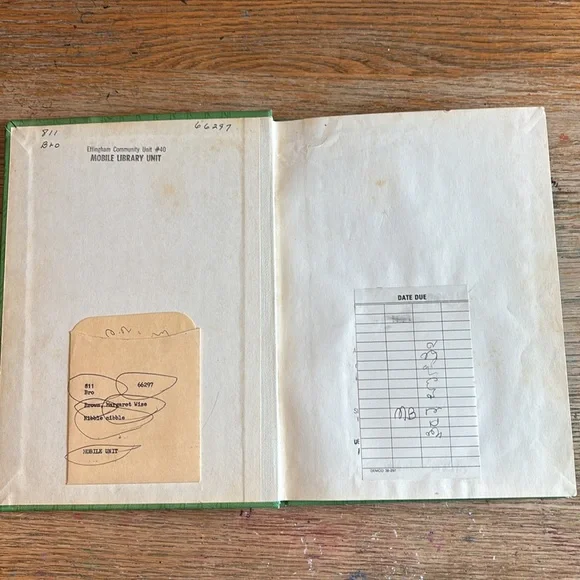 811
Bro
66297
Effingham Community Unit #40
MOBILE LIBRARY UNIT
811
66297
Bro
Brown, Margaret Wise
Nibble nibble
MOBILE UNIT
DATE DUE